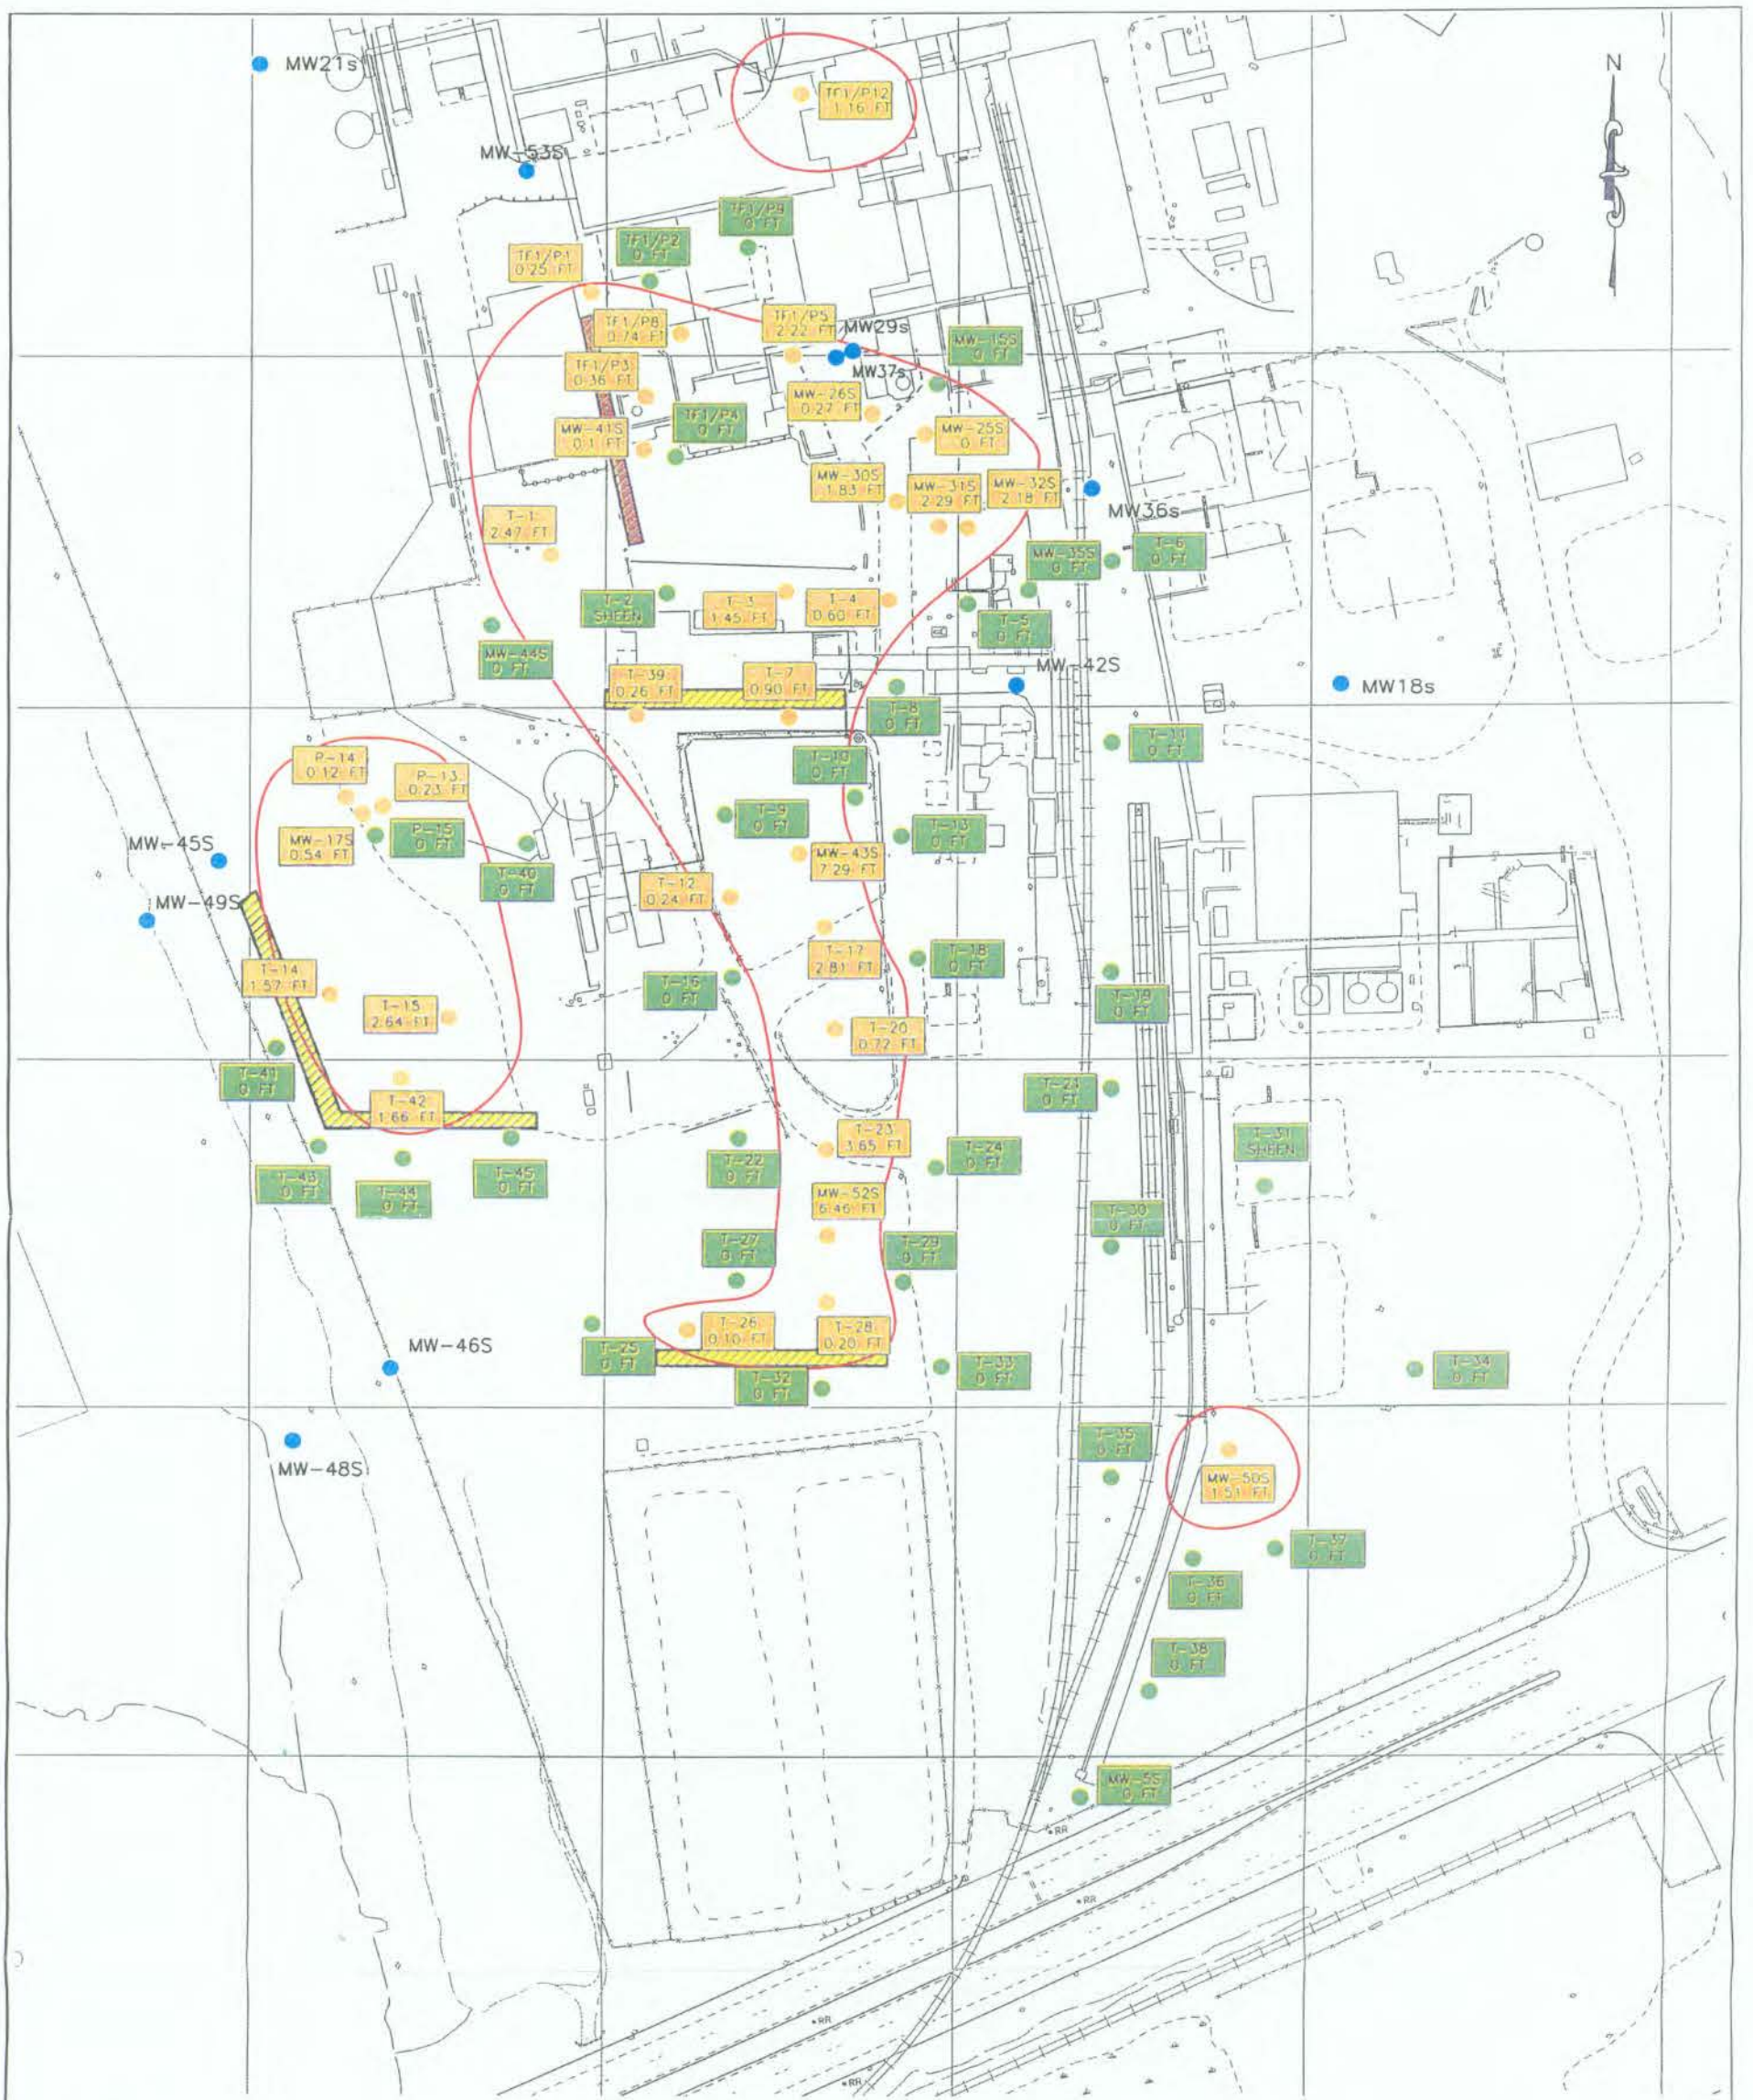 MW21s
TF1/P12
1.16 FT
N
MW-53S
TF1/P9
0 FT
TF1/P2
0 FT
TF1/P1
0.25 FT
TF1/P8
0.74 FT
TF1/P5
2.22 FT
MW29s
MW-15S
0 FT
MW37s
TF1/P3
0.36 FT
MW-26S
0.27 FT
TF1/P4
0 FT
MW-41S
0.1 FT
MW-25S
0 FT
MW-30S
1.83 FT
MW-31S
2.29 FT
MW-32S
2.18 FT
MW36s
T-1
2.47 FT
MW-35S
0 FT
T-6
0 FT
T-2
SHEEN
T-3
1.45 FT
T-4
0.60 FT
T-5
0 FT
MW-44S
0 FT
MW-42S
T-39
0.26 FT
T-7
0.90 FT
MW18s
T-8
0 FT
T-11
0 FT
P-14
0.12 FT
P-13
0.23 FT
T-10
0 FT
T-9
0 FT
T-13
0 FT
MW-45S
MW-17S
0.54 FT
P-15
0 FT
MW-43S
7.29 FT
T-40
0 FT
T-12
0.24 FT
MW-49S
T-14
1.57 FT
T-17
2.81 FT
T-18
0 FT
T-16
0 FT
T-15
2.64 FT
T-19
0 FT
T-20
0.72 FT
T-41
0 FT
T-21
0 FT
T-42
1.66 FT
T-23
3.65 FT
T-31
SHEEN
T-22
0 FT
T-24
0 FT
T-43
0 FT
T-44
0 FT
T-45
0 FT
MW-52S
6.46 FT
T-30
0 FT
T-27
0 FT
T-29
0 FT
MW-46S
T-26
0.10 FT
T-28
0.20 FT
T-25
0 FT
T-32
0 FT
T-33
0 FT
T-34
0 FT
T-35
0 FT
MW-48S
MW-50S
1.51 FT
T-37
0 FT
T-36
0 FT
T-38
0 FT
MW-5S
0 FT
RR
RR
RR
RR